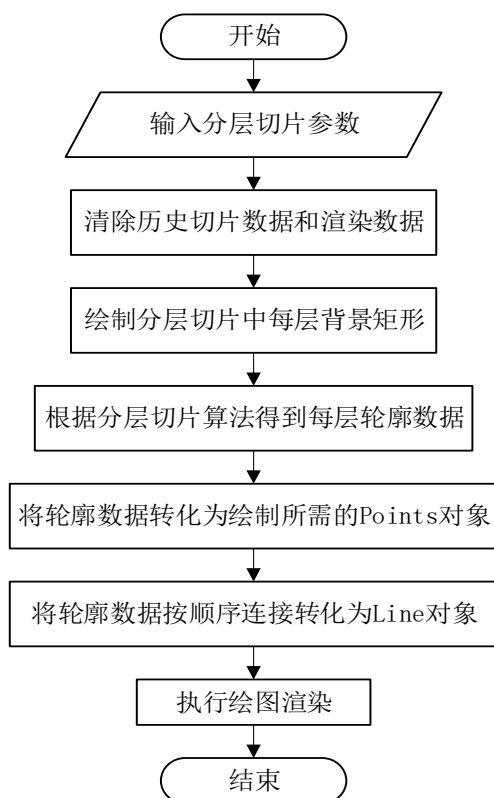 开始
输入分层切片参数
清除历史切片数据和渲染数据
绘制分层切片中每层背景矩形
根据分层切片算法得到每层轮廓数据
将轮廓数据转化为绘制所需的Points对象
将轮廓数据按顺序连接转化为Line对象
执行绘图渲染
结束